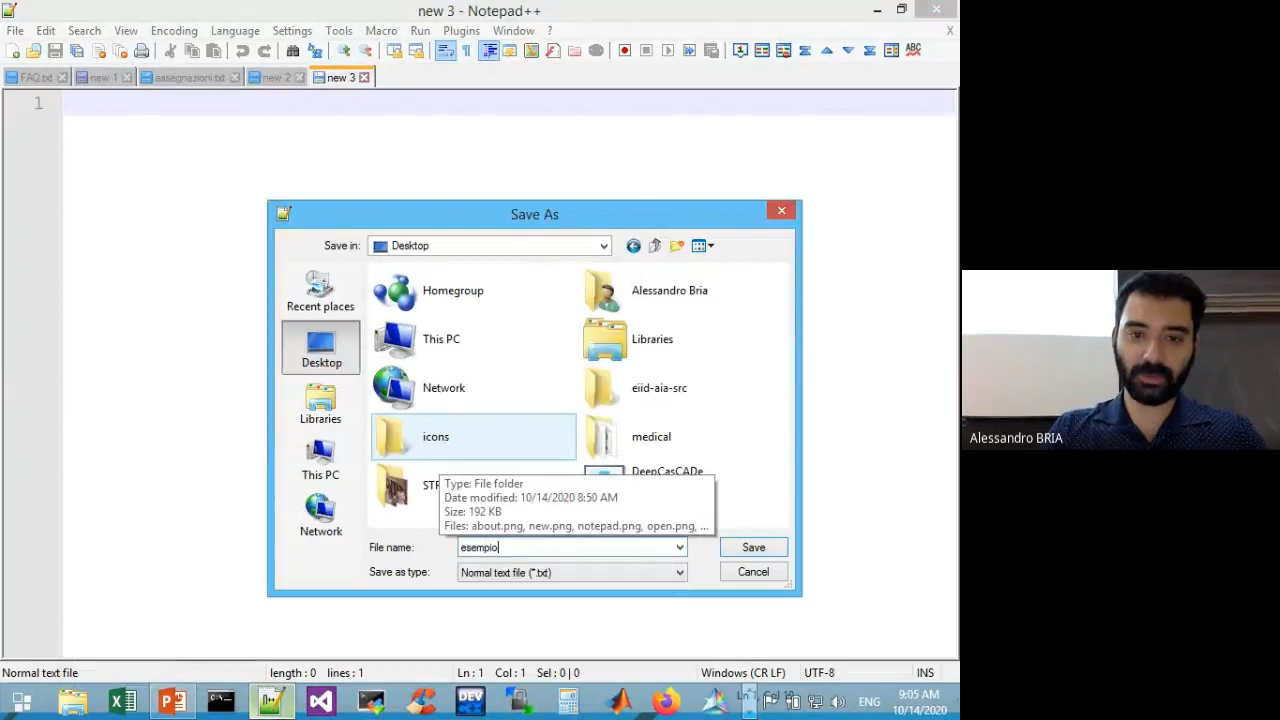 new 3 - Notepad++
File Edit Search View Encoding Language Settings Tools Macro Run Plugins Window ? X
FAQ.txt new 1 assegnazioni.txt new 2 new 3
1
Save As
Save in: Desktop
Recent places
Desktop
Libraries
This PC
Network
Homegroup
Alessandro Bria
This PC
Libraries
Network
eiid-aia-src
icons
medical
DeepCasCADe
Type: File folder
Date modified: 10/14/2020 8:50 AM
Size: 192 KB
Files: about.png, new.png, notepad.png, open.png, ...
File name: esempio
Save
Save as type: Normal text file (*.txt)
Cancel
Alessandro BRIA
Normal text file length : 0 lines : 1 Ln : 1 Col : 1 Sel : 0 | 0 Windows (CR LF) UTF-8 INS
DEV
ENG
9:05 AM
10/14/2020